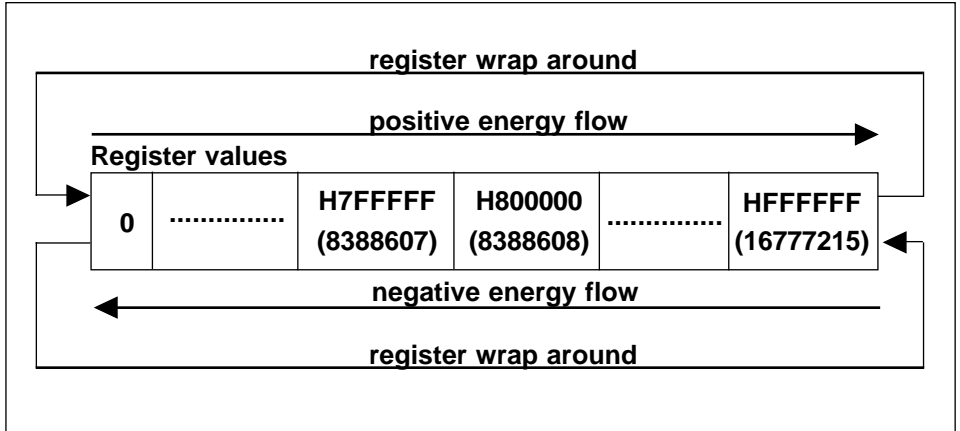 register wrap around
positive energy flow
Register values
0 ............... H7FFFFF (8388607) H800000 (8388608) ............... HFFFFFF (16777215)
negative energy flow
register wrap around